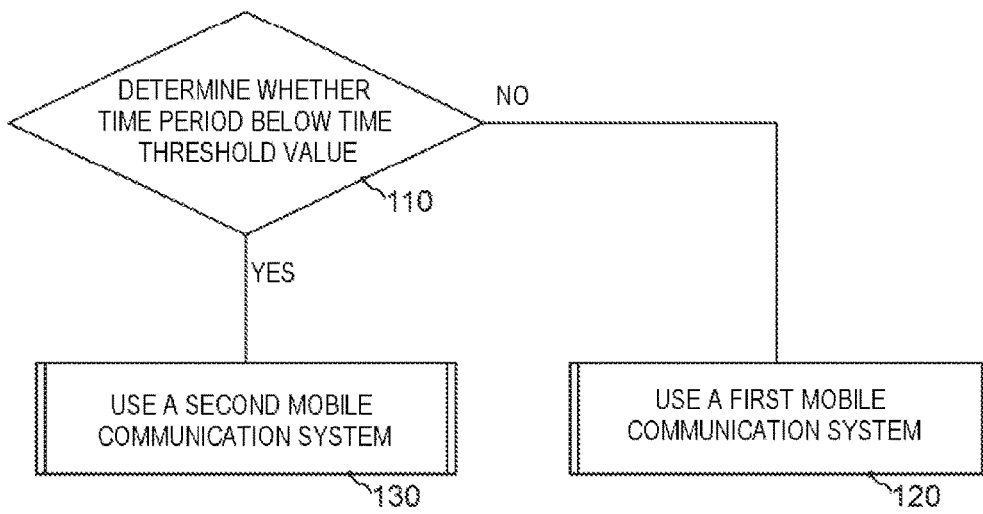 DETERMINE WHETHER
TIME PERIOD BELOW TIME
THRESHOLD VALUE
110
NO
YES
USE A SECOND MOBILE
COMMUNICATION SYSTEM
130
USE A FIRST MOBILE
COMMUNICATION SYSTEM
120